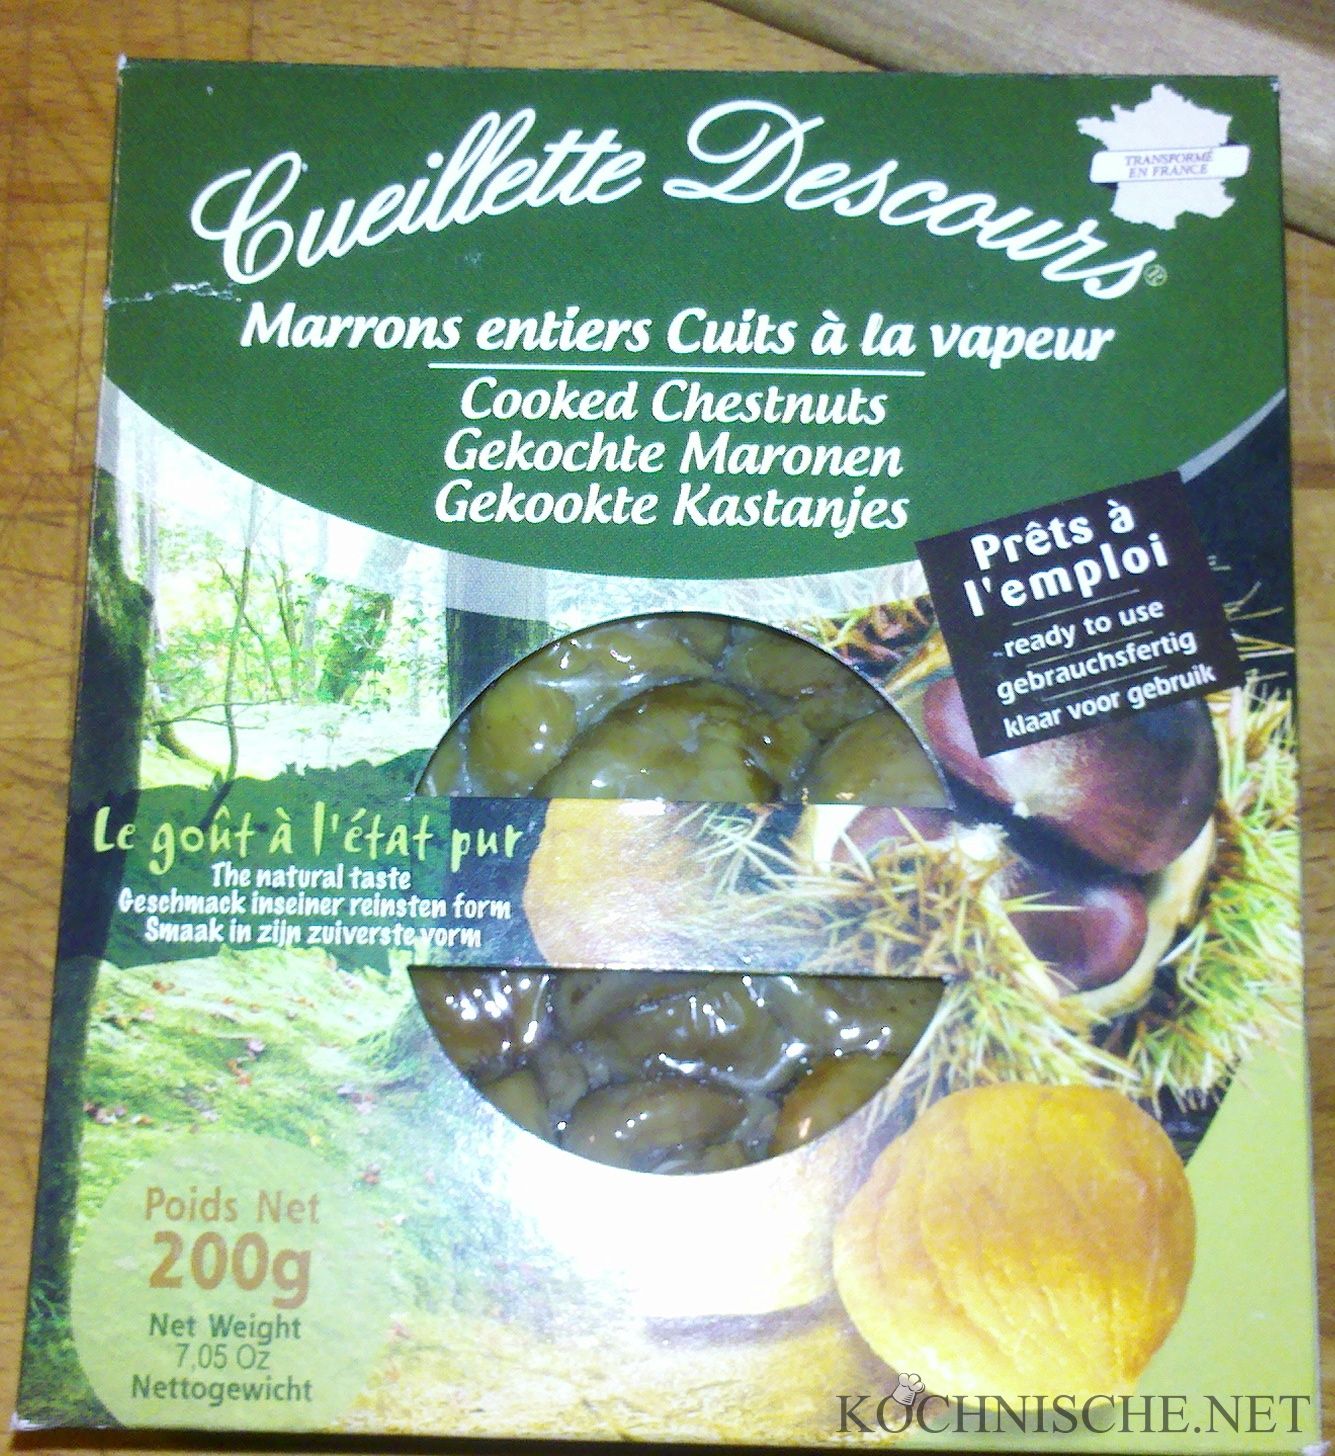 Cueillette Descours®
TRANSFORMÉ
EN FRANCE
Marrons entiers Cuits à la vapeur
Cooked Chestnuts
Gekochte Maronen
Gekookte Kastanjes
Prêts à
l'emploi
ready to use
gebrauchsfertig
klaar voor gebruik
Le goût à l'état pur
The natural taste
Geschmack inseiner reinsten form
Smaak in zijn zuiverste vorm
Poids Net
200g
Net Weight
7,05 Oz
Nettogewicht
KOCHNISCHE.NET